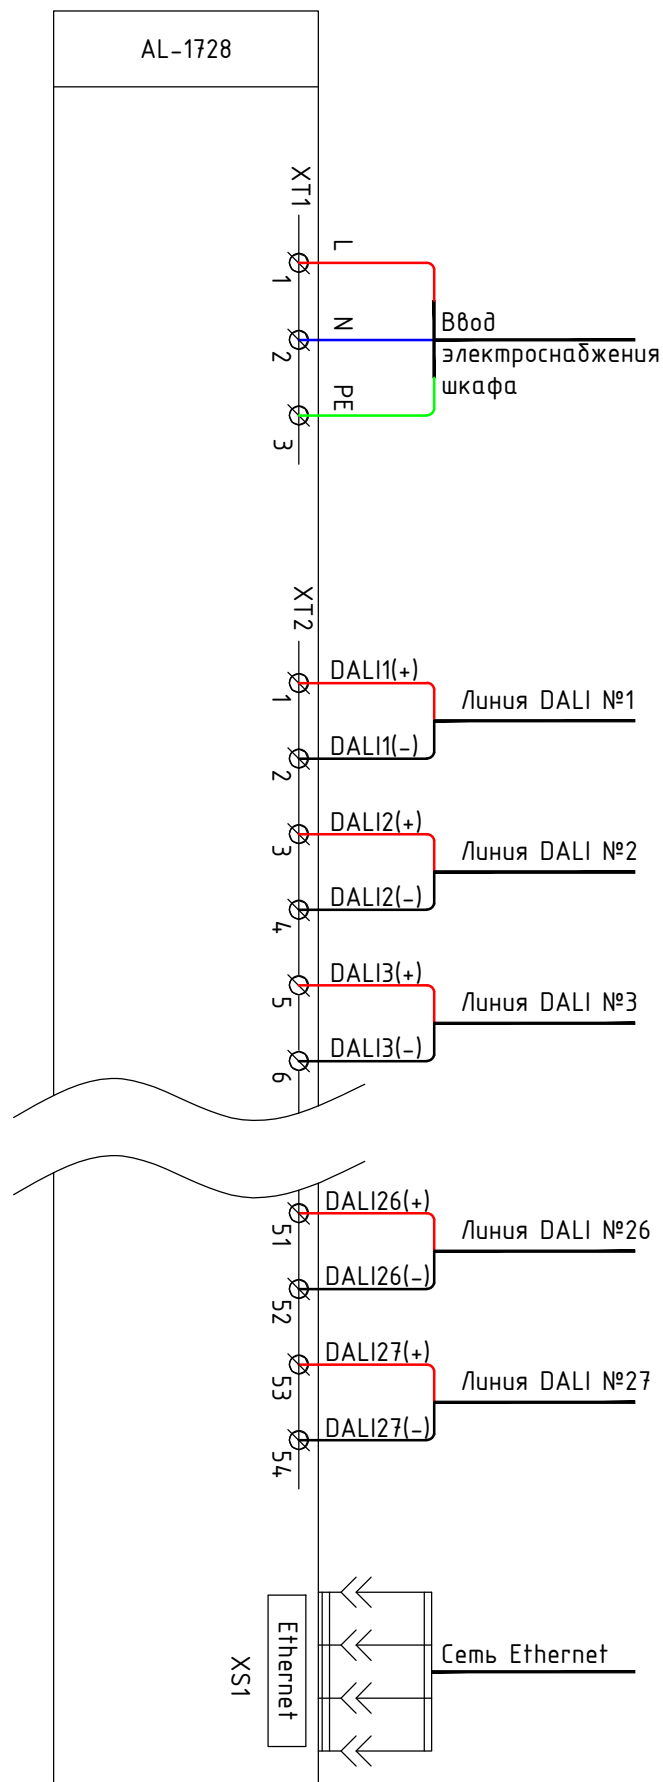 AL-1728
XT1
L
1
N
2
PE
3
Ввод
электроснабжения
шкафа
XT2
DALI1(+)
1
Линия DALI №1
DALI1(-)
2
DALI2(+)
3
Линия DALI №2
DALI2(-)
4
DALI3(+)
5
Линия DALI №3
DALI3(-)
6
DALI26(+)
51
Линия DALI №26
DALI26(-)
52
DALI27(+)
53
Линия DALI №27
DALI27(-)
54
XS1
Ethernet
Сеть Ethernet